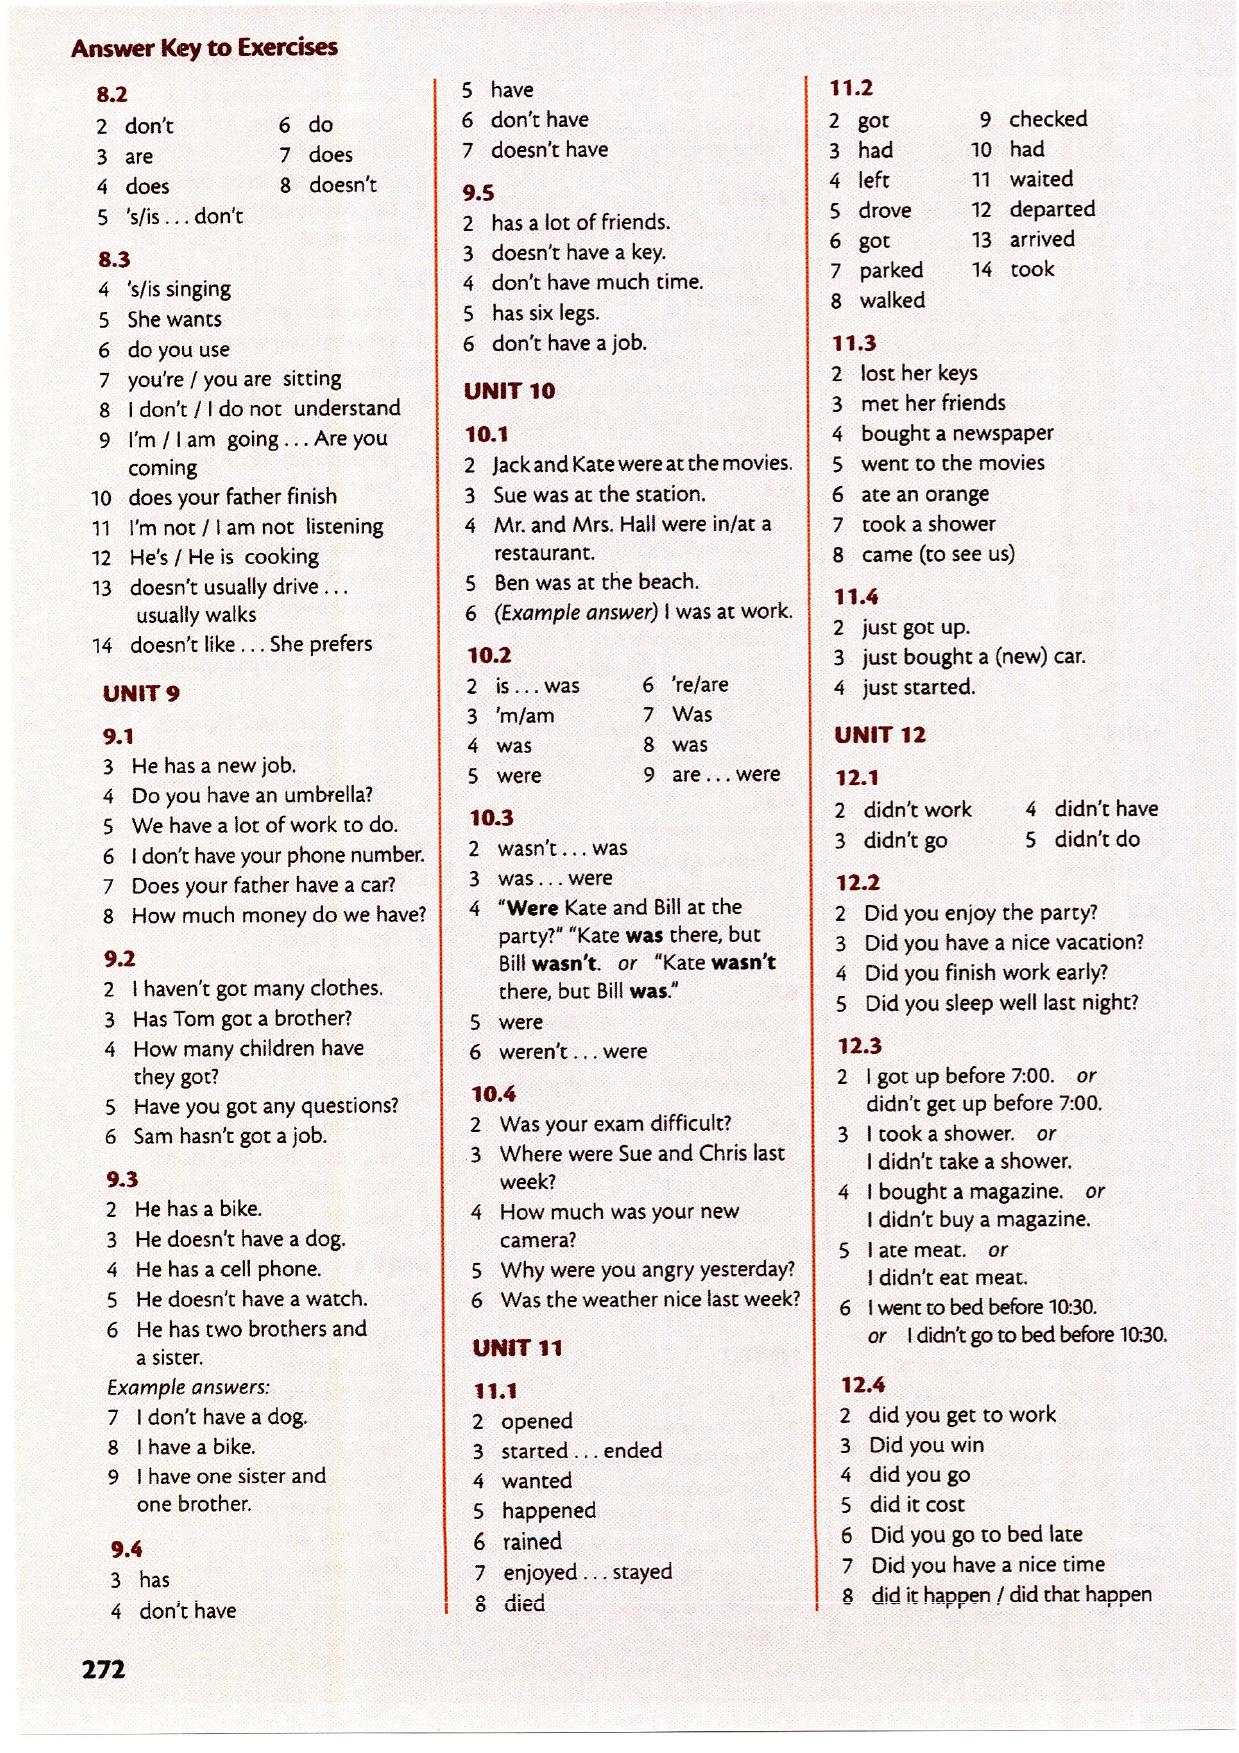 Answer Key to Exercises
8.2
2 don't 6 do
3 are 7 does
4 does 8 doesn't
5 's/is . . . don't
8.3
4 's/is singing
5 She wants
6 do you use
7 you're / you are sitting
8 I don't / I do not understand
9 I'm / I am going . . . Are you
coming
10 does your father finish
11 I'm not / I am not listening
12 He's / He is cooking
13 doesn't usually drive . . .
usually walks
14 doesn't like . . . She prefers
UNIT 9
9.1
3 He has a new job.
4 Do you have an umbrella?
5 We have a lot of work to do.
6 I don't have your phone number.
7 Does your father have a car?
8 How much money do we have?
9.2
2 I haven't got many clothes.
3 Has Tom got a brother?
4 How many children have
they got?
5 Have you got any questions?
6 Sam hasn't got a job.
9.3
2 He has a bike.
3 He doesn't have a dog.
4 He has a cell phone.
5 He doesn't have a watch.
6 He has two brothers and
a sister.
Example answers:
7 I don't have a dog.
8 I have a bike.
9 I have one sister and
one brother.
9.4
3 has
4 don't have
5 have
6 don't have
7 doesn't have
9.5
2 has a lot of friends.
3 doesn't have a key.
4 don't have much time.
5 has six legs.
6 don't have a job.
UNIT 10
10.1
2 Jack and Kate were at the movies.
3 Sue was at the station.
4 Mr. and Mrs. Hall were in/at a
restaurant.
5 Ben was at the beach.
6 (Example answer) I was at work.
10.2
2 is . . . was 6 're/are
3 'm/am 7 Was
4 was 8 was
5 were 9 are . . . were
10.3
2 wasn't . . . was
3 was . . . were
4 "Were Kate and Bill at the
party?" "Kate was there, but
Bill wasn't. or "Kate wasn't
there, but Bill was."
5 were
6 weren't . . . were
10.4
2 Was your exam difficult?
3 Where were Sue and Chris last
week?
4 How much was your new
camera?
5 Why were you angry yesterday?
6 Was the weather nice last week?
UNIT 11
11.1
2 opened
3 started . . . ended
4 wanted
5 happened
6 rained
7 enjoyed . . . stayed
8 died
11.2
2 got 9 checked
3 had 10 had
4 left 11 waited
5 drove 12 departed
6 got 13 arrived
7 parked 14 took
8 walked
11.3
2 lost her keys
3 met her friends
4 bought a newspaper
5 went to the movies
6 ate an orange
7 took a shower
8 came (to see us)
11.4
2 just got up.
3 just bought a (new) car.
4 just started.
UNIT 12
12.1
2 didn't work 4 didn't have
3 didn't go 5 didn't do
12.2
2 Did you enjoy the party?
3 Did you have a nice vacation?
4 Did you finish work early?
5 Did you sleep well last night?
12.3
2 I got up before 7:00. or
didn't get up before 7:00.
3 I took a shower. or
I didn't take a shower.
4 I bought a magazine. or
I didn't buy a magazine.
5 I ate meat. or
I didn't eat meat.
6 I went to bed before 10:30.
or I didn't go to bed before 10:30.
12.4
2 did you get to work
3 Did you win
4 did you go
5 did it cost
6 Did you go to bed late
7 Did you have a nice time
8 did it happen / did that happen
272